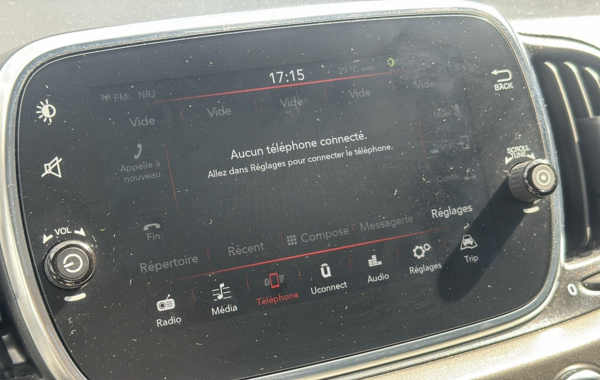 17:15
FM: NRJ
29 °C
BACK
Vide Vide Vide Vide Vide
Aucun téléphone connecté.
Allez dans Réglages pour connecter le téléphone.
Appelle à
nouveau
SCROLL
TUNE
VOL
Fin
Répertoire Récent Compose Messagerie Réglages
Radio Média Téléphone Uconnect Audio Réglages Trip
0